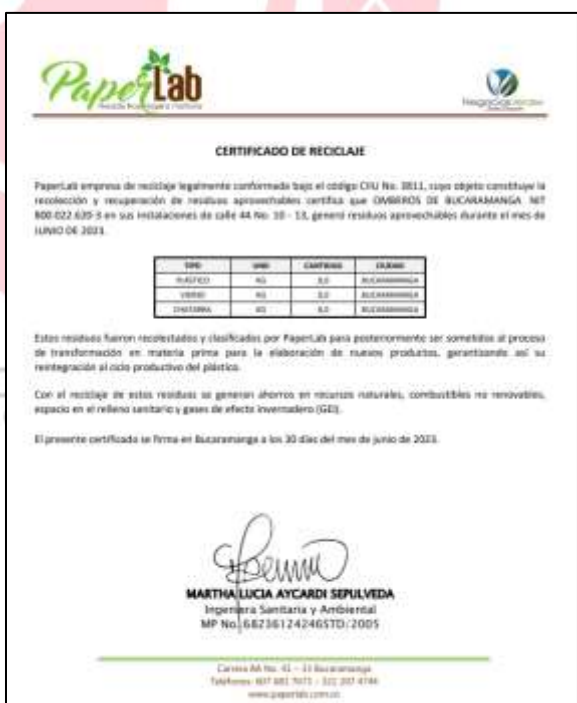 PaperLab
CERTIFICADO DE RECICLAJE
PaperLab empresa de reciclaje legalmente conformada bajo el código CIIU No. 3811, cuyo objeto constituye la
recolección y recuperación de residuos aprovechables certifica que OMBEROS DE BUCARAMANGA NIT
800.022.620-3 en sus instalaciones de calle 44 No. 10 - 13, generó residuos aprovechables durante el mes de
JUNIO DE 2023.
TIPO UND CANTIDAD CIUDAD
PLÁSTICO KG BUCARAMANGA
VIDRIO KG BUCARAMANGA
CHATARRA KG BUCARAMANGA
Estos residuos fueron recolectados y clasificados por PaperLab para posteriormente ser sometidos al proceso
de transformación en materia prima para la elaboración de nuevos productos, garantizando así su
reintegración al ciclo productivo del plástico.
Con el reciclaje de estos residuos se generan ahorros en recursos naturales, combustibles no renovables,
espacio en el relleno sanitario y gases de efecto invernadero (GEI).
El presente certificado se firma en Bucaramanga a los 30 días del mes de junio de 2023.
MARTHA LUCIA AYCARDI SEPULVEDA
Ingeniera Sanitaria y Ambiental
MP No. 68236124246STD/2005
Bucaramanga
www.paperlab.com.co